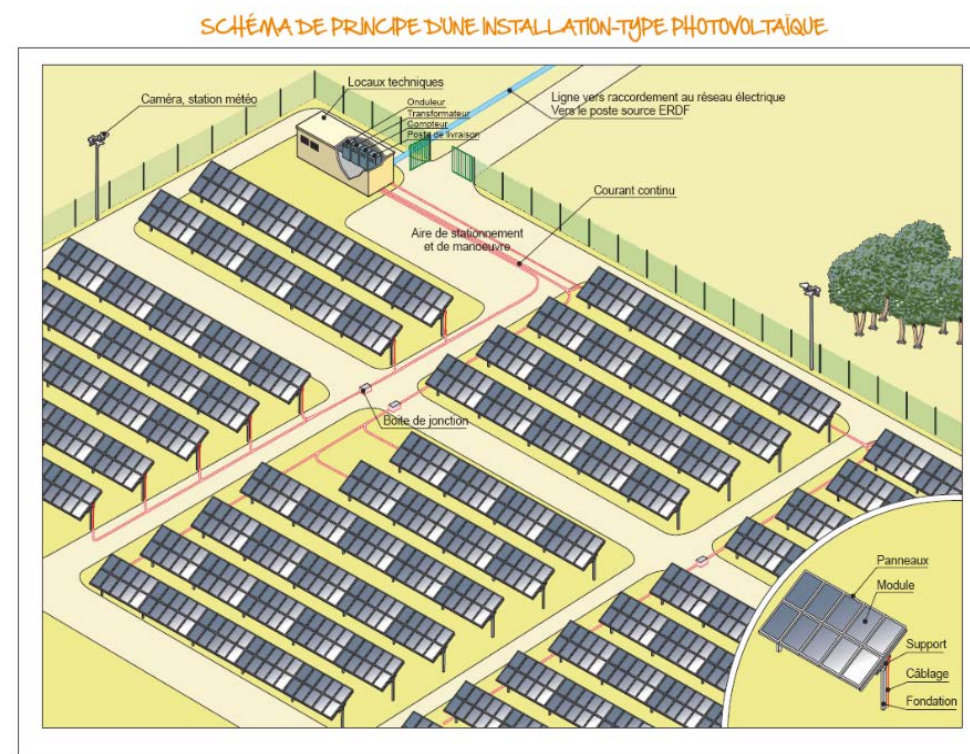 SCHÉMA DE PRINCIPE D'UNE INSTALLATION-TYPE PHOTOVOLTAÏQUE
Locaux techniques
Caméra, station météo
Onduleur
Transformateur
Compteur
Poste de livraison
Ligne vers raccordement au réseau électrique
Vers le poste source ERDF
Courant continu
Aire de stationnement
et de manoeuvre
Boite de jonction
Panneaux
Module
Support
Câblage
Fondation